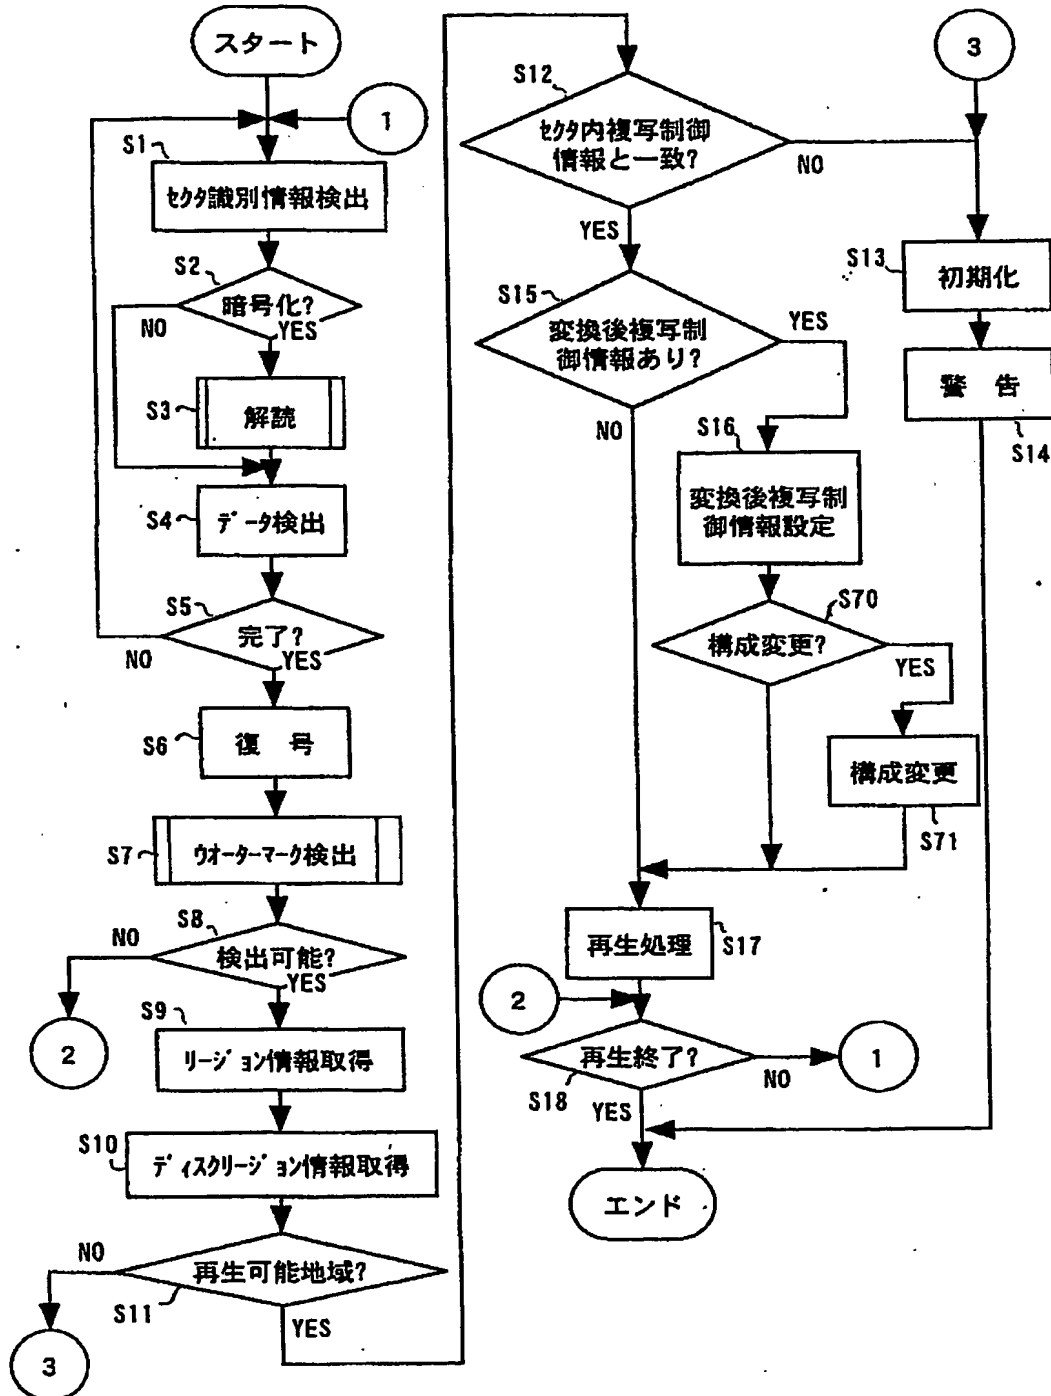 スタート
1
S1
セクタ識別情報検出
S2
暗号化?
NO
YES
S3
解読
S4
データ検出
S5
完了?
NO
YES
S6
復号
S7
ウオーターマーク検出
S8
NO
検出可能?
YES
2
S9
リージョン情報取得
S10
ディスクリージョン情報取得
NO
再生可能地域?
S11
YES
3
S12
セクタ内複写制御
情報と一致?
NO
YES
3
S13
初期化
警告
S14
S15
変換後複写制
御情報あり?
YES
NO
S16
変換後複写制
御情報設定
S70
構成変更?
YES
構成変更
S71
再生処理
S17
2
再生終了?
NO
1
S18
YES
エンド